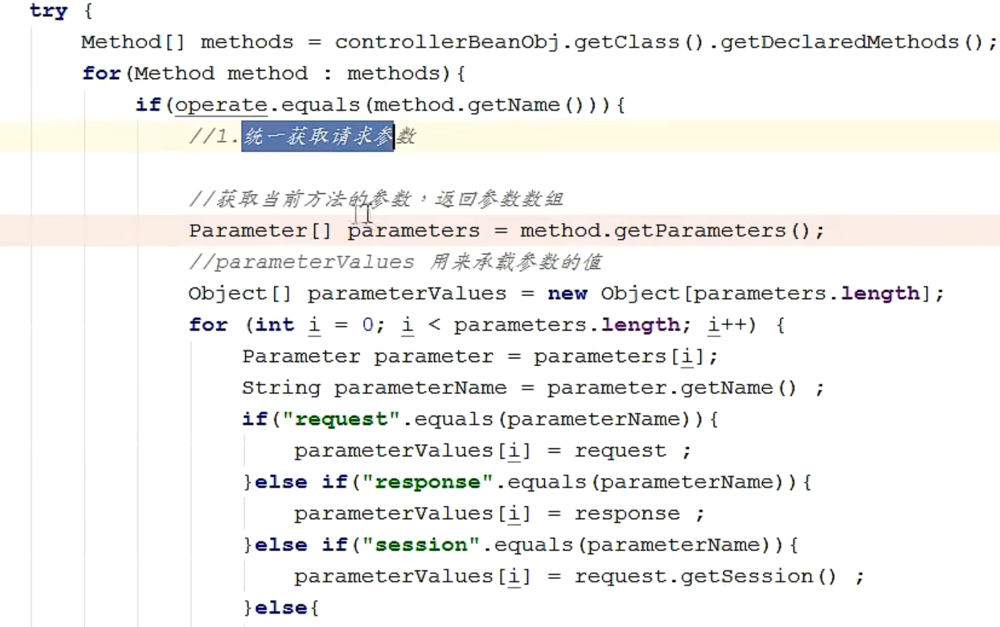 try {
Method[] methods = controllerBeanObj.getClass().getDeclaredMethods();
for(Method method : methods){
if(operate.equals(method.getName())){
//1.统一获取请求参数
//获取当前方法的参数，返回参数数组
Parameter[] parameters = method.getParameters();
//parameterValues 用来承载参数的值
Object[] parameterValues = new Object[parameters.length];
for (int i = 0; i < parameters.length; i++) {
Parameter parameter = parameters[i];
String parameterName = parameter.getName() ;
if("request".equals(parameterName)){
parameterValues[i] = request ;
}else if("response".equals(parameterName)){
parameterValues[i] = response ;
}else if("session".equals(parameterName)){
parameterValues[i] = request.getSession() ;
}else{